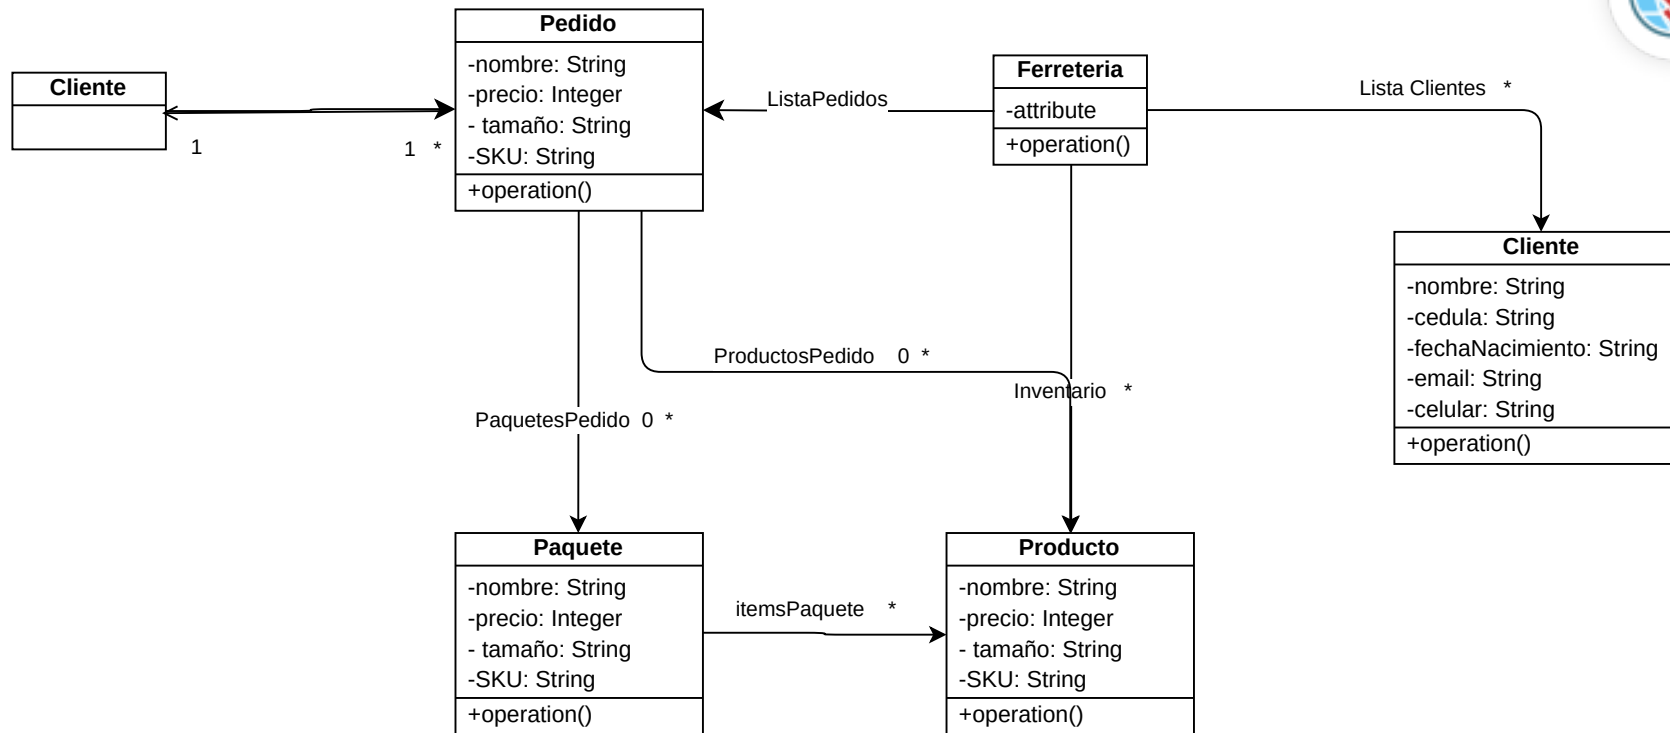 Cliente
1
1 *
Pedido
-nombre: String
-precio: Integer
- tamaño: String
-SKU: String
+operation()
ListaPedidos
Ferreteria
-attribute
+operation()
Lista Clientes *
Cliente
-nombre: String
-cedula: String
-fechaNacimiento: String
-email: String
-celular: String
+operation()
ProductosPedido 0 *
Inventario *
PaquetesPedido 0 *
Paquete
-nombre: String
-precio: Integer
- tamaño: String
-SKU: String
+operation()
itemsPaquete *
Producto
-nombre: String
-precio: Integer
- tamaño: String
-SKU: String
+operation()